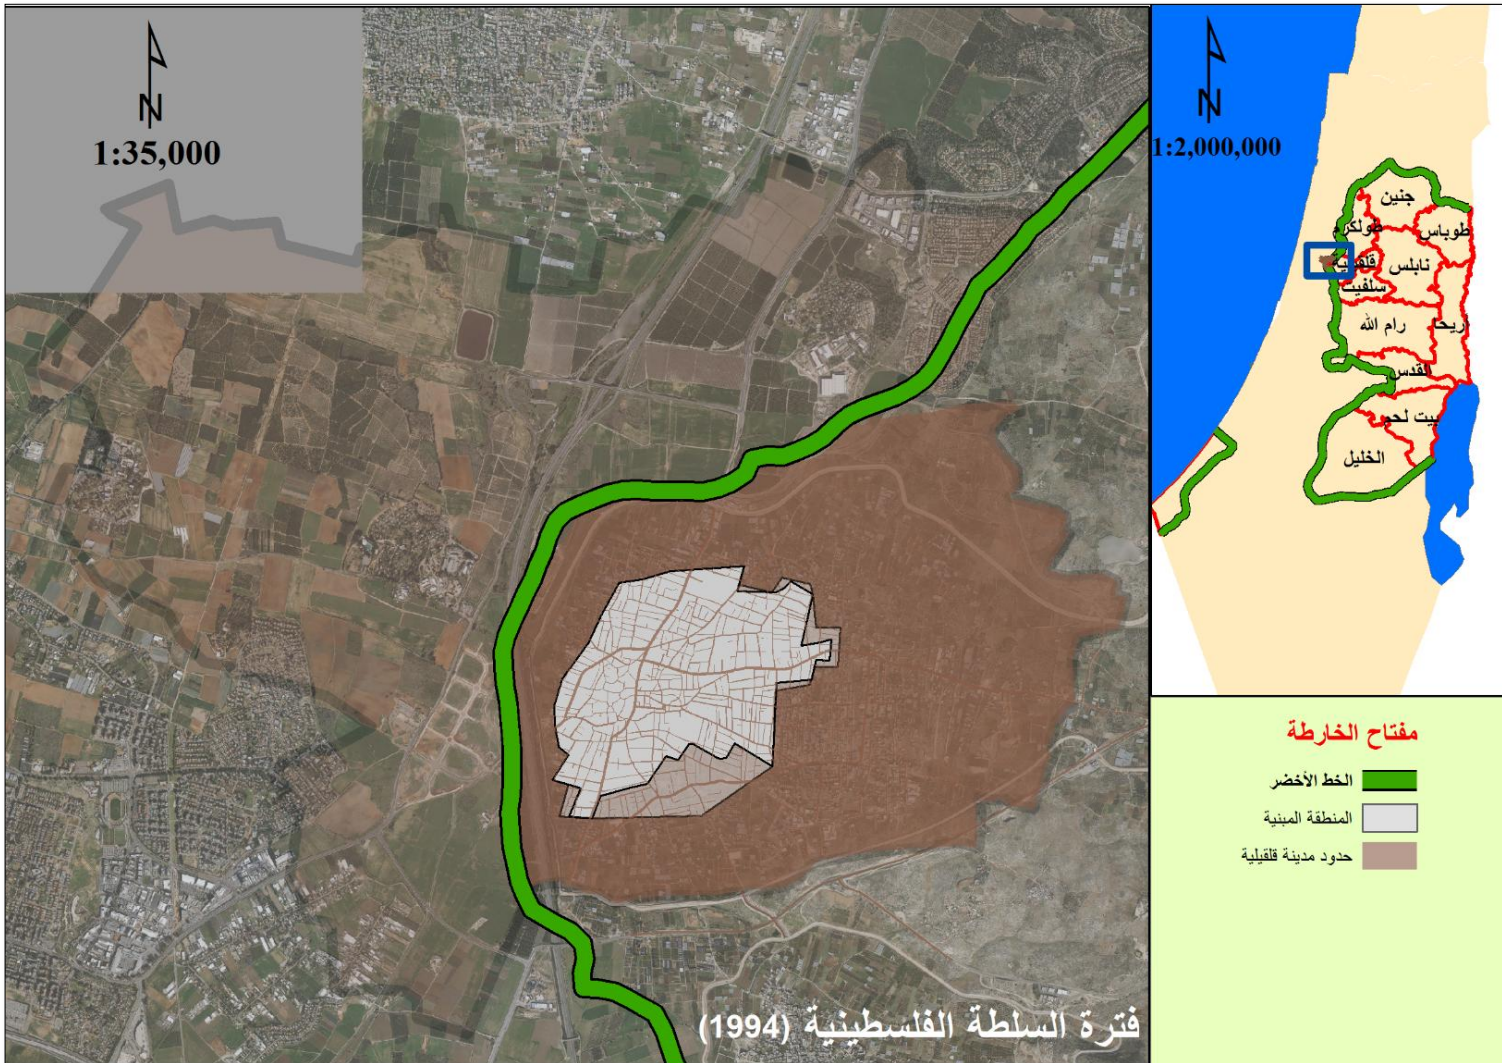 N
1:35,000
فترة السلطة الفلسطينية (1994)
N
1:2,000,000
جنين
طوباس
طولكرم
قلقيلية
نابلس
سلفيت
رام الله
اريحا
القدس
بيت لحم
الخليل
مفتاح الخارطة
الخط الأخضر
المنطقة المبنية
حدود مدينة قلقيلية